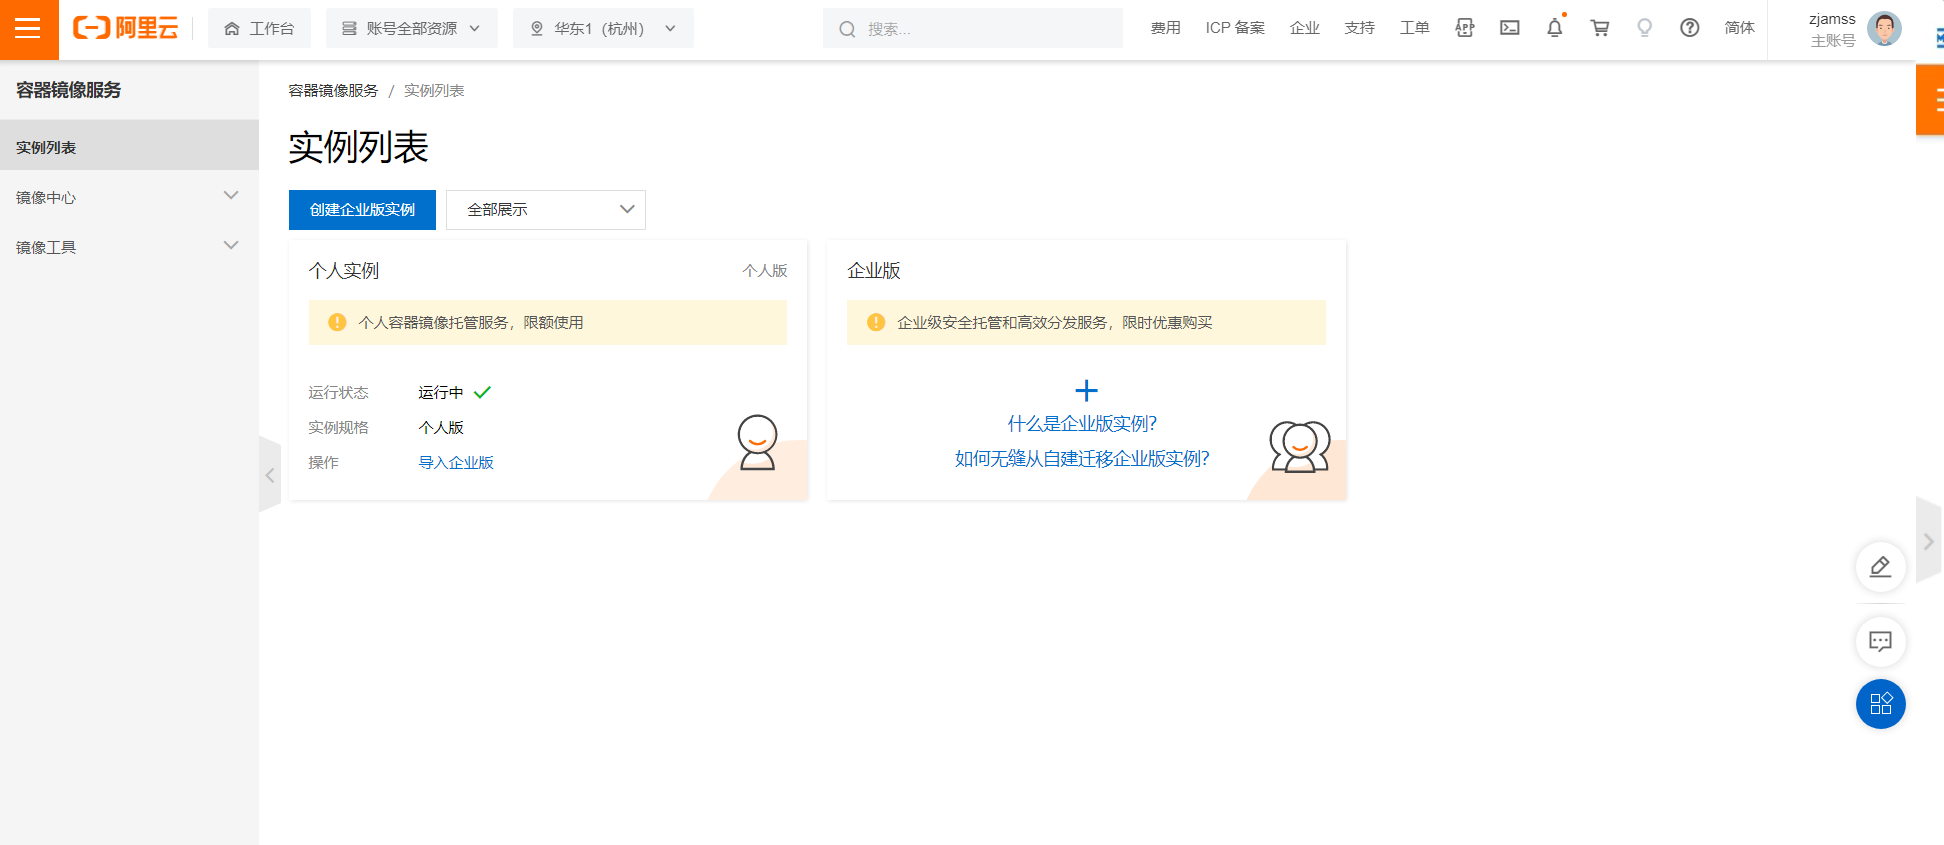 阿里云
工作台
账号全部资源
华东1（杭州）
搜索...
费用
ICP 备案
企业
支持
工单
APP
简体
zjamss
主账号
容器镜像服务
实例列表
镜像中心
镜像工具
容器镜像服务 / 实例列表
实例列表
创建企业版实例
全部展示
个人实例
个人版
个人容器镜像托管服务，限额使用
运行状态 运行中
实例规格 个人版
操作 导入企业版
企业版
企业级安全托管和高效分发服务，限时优惠购买
什么是企业版实例?
如何无缝从自建迁移企业版实例?